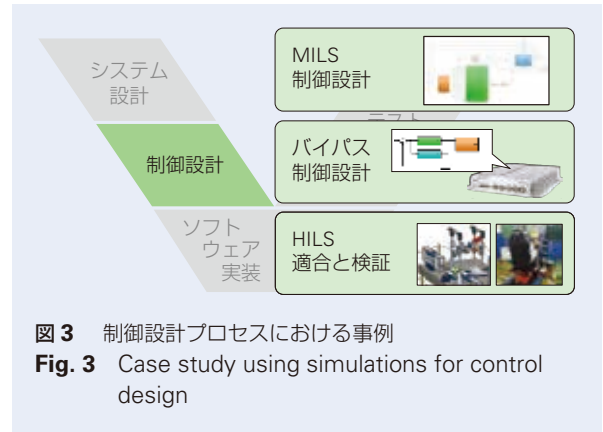 システム
設計
制御設計
ソフト
ウェア
実装
MILS
制御設計
バイパス
制御設計
HILS
適合と検証
図3 制御設計プロセスにおける事例
Fig. 3 Case study using simulations for control
design